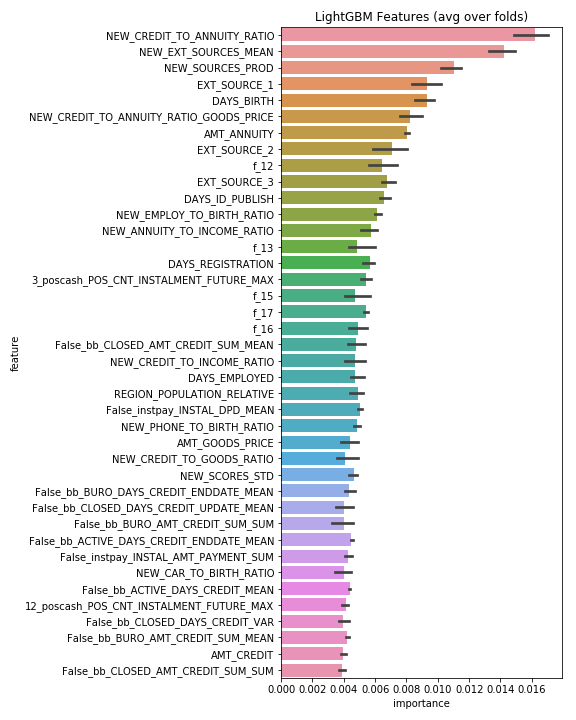 LightGBM Features (avg over folds)
NEW_CREDIT_TO_ANNUITY_RATIO
NEW_EXT_SOURCES_MEAN
NEW_SOURCES_PROD
EXT_SOURCE_1
DAYS_BIRTH
NEW_CREDIT_TO_ANNUITY_RATIO_GOODS_PRICE
AMT_ANNUITY
EXT_SOURCE_2
f_12
EXT_SOURCE_3
DAYS_ID_PUBLISH
NEW_EMPLOY_TO_BIRTH_RATIO
NEW_ANNUITY_TO_INCOME_RATIO
f_13
DAYS_REGISTRATION
3_poscash_POS_CNT_INSTALMENT_FUTURE_MAX
f_15
f_17
f_16
False_bb_CLOSED_AMT_CREDIT_SUM_MEAN
NEW_CREDIT_TO_INCOME_RATIO
DAYS_EMPLOYED
REGION_POPULATION_RELATIVE
False_instpay_INSTAL_DPD_MEAN
NEW_PHONE_TO_BIRTH_RATIO
AMT_GOODS_PRICE
NEW_CREDIT_TO_GOODS_RATIO
NEW_SCORES_STD
False_bb_BURO_DAYS_CREDIT_ENDDATE_MEAN
False_bb_CLOSED_DAYS_CREDIT_UPDATE_MEAN
False_bb_BURO_AMT_CREDIT_SUM_SUM
False_bb_ACTIVE_DAYS_CREDIT_ENDDATE_MEAN
False_instpay_INSTAL_AMT_PAYMENT_SUM
NEW_CAR_TO_BIRTH_RATIO
False_bb_ACTIVE_DAYS_CREDIT_MEAN
12_poscash_POS_CNT_INSTALMENT_FUTURE_MAX
False_bb_CLOSED_DAYS_CREDIT_VAR
False_bb_BURO_AMT_CREDIT_SUM_MEAN
AMT_CREDIT
False_bb_CLOSED_AMT_CREDIT_SUM_SUM
feature
0.000 0.002 0.004 0.006 0.008 0.010 0.012 0.014 0.016
importance